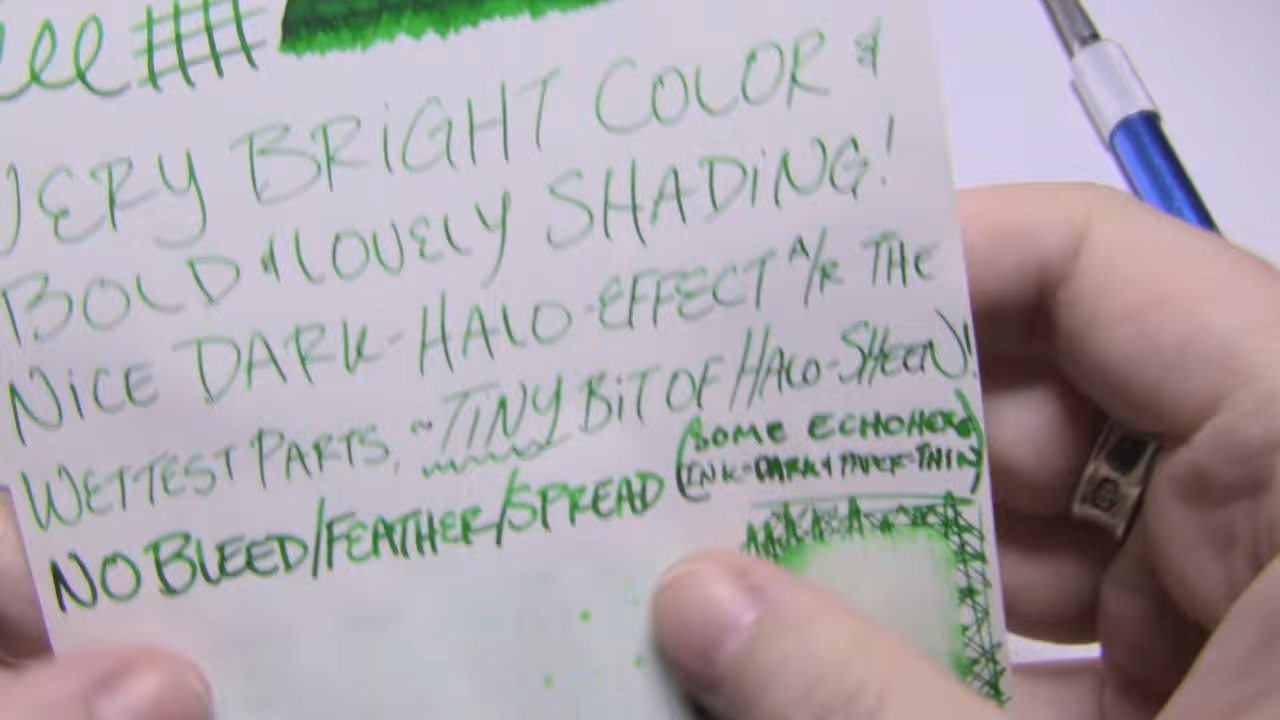 VERY BRIGHT COLOR &
BOLD & LOVELY SHADING!
NICE DARK-HALO-EFFECT A/R THE
WETTEST PARTS, ~TINY BIT OF HALO-SHEEN!
NO BLEED/FEATHER/SPREAD (SOME ECHO
INK-DARK & PAPER-THIN)